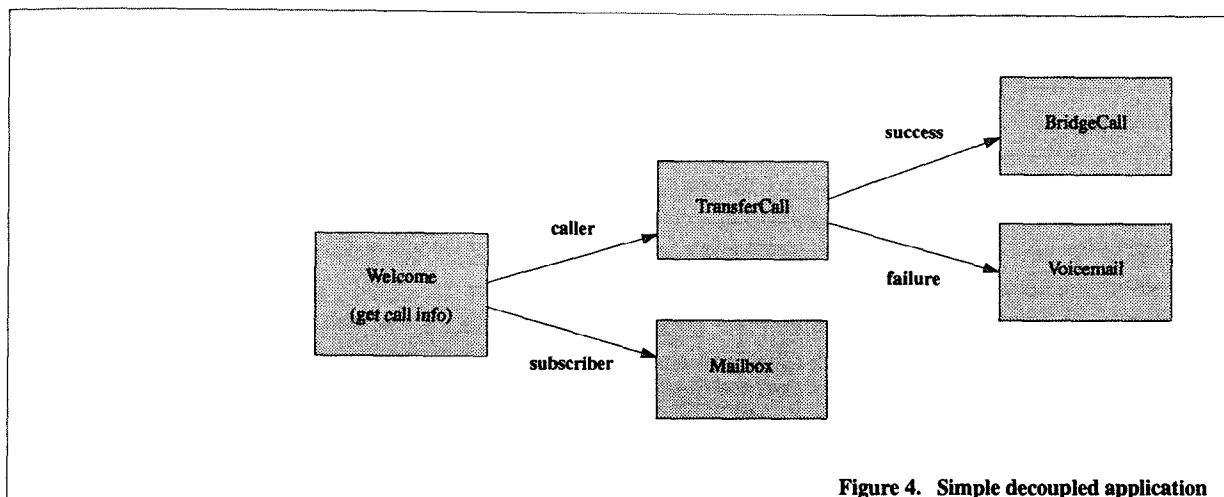 BridgeCall
success
TransferCall
caller
Welcome
(get call info)
Voicemail
failure
Mailbox
subscriber
Figure 4. Simple decoupled application